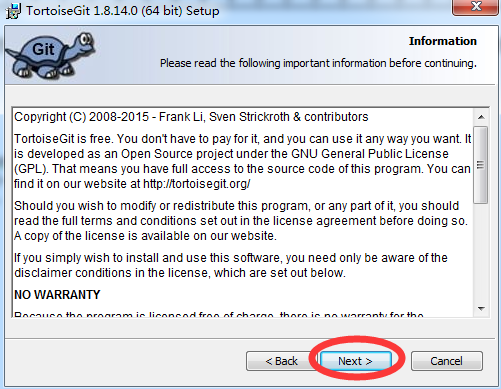 TortoiseGit 1.8.14.0 (64 bit) Setup
Git
Information
Please read the following important information before continuing.
Copyright (C) 2008-2015 - Frank Li, Sven Strickroth & contributors
TortoiseGit is free. You don't have to pay for it, and you can use it any way you want. It
is developed as an Open Source project under the GNU General Public License
(GPL). That means you have full access to the source code of this program. You can
find it on our website at http://tortoisegit.org/
Should you wish to modify or redistribute this program, or any part of it, you should
read the full terms and conditions set out in the license agreement before doing so.
A copy of the license is available on our website.
If you simply wish to install and use this software, you need only be aware of the
disclaimer conditions in the license, which are set out below.
NO WARRANTY
Because the program is licensed free of charge, there is no warranty for the
< Back
Next >
Cancel